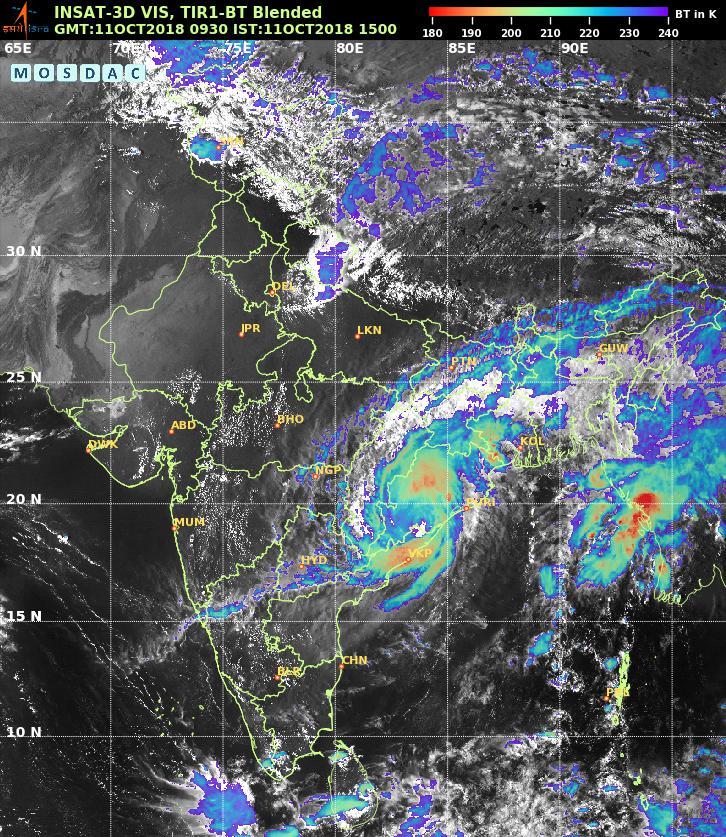 INSAT-3D VIS, TIR1-BT Blended
GMT:11OCT2018 0930 IST:11OCT2018 1500
BT in K
180 190 200 210 220 230 240
65E 70E 75E 80E 85E 90E
MOSDAC
30 N
DEL
JPR LKN
GUW
PTN
25 N
BHO
ABD
KOL
DWK
NGP
20 N
PURI
MUM
VKP
HYD
15 N
CHN
BLR
10 N